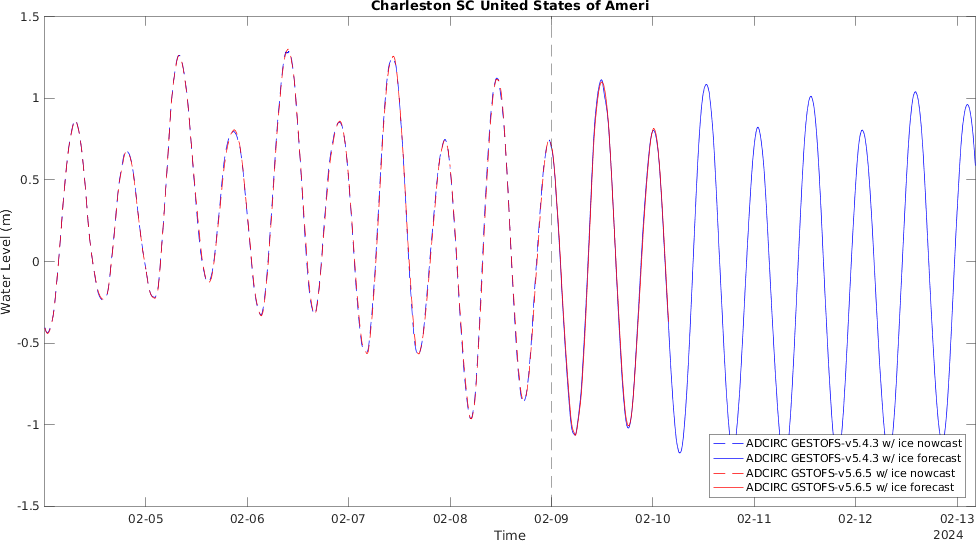 Charleston SC United States of Ameri
1.5
1
0.5
0
-0.5
-1
-1.5
Water Level (m)
ADCIRC GESTOFS-v5.4.3 w/ ice nowcast
ADCIRC GESTOFS-v5.4.3 w/ ice forecast
ADCIRC GSTOFS-v5.6.5 w/ ice nowcast
ADCIRC GSTOFS-v5.6.5 w/ ice forecast
02-05 02-06 02-07 02-08 02-09 02-10 02-11 02-12 02-13
Time
2024